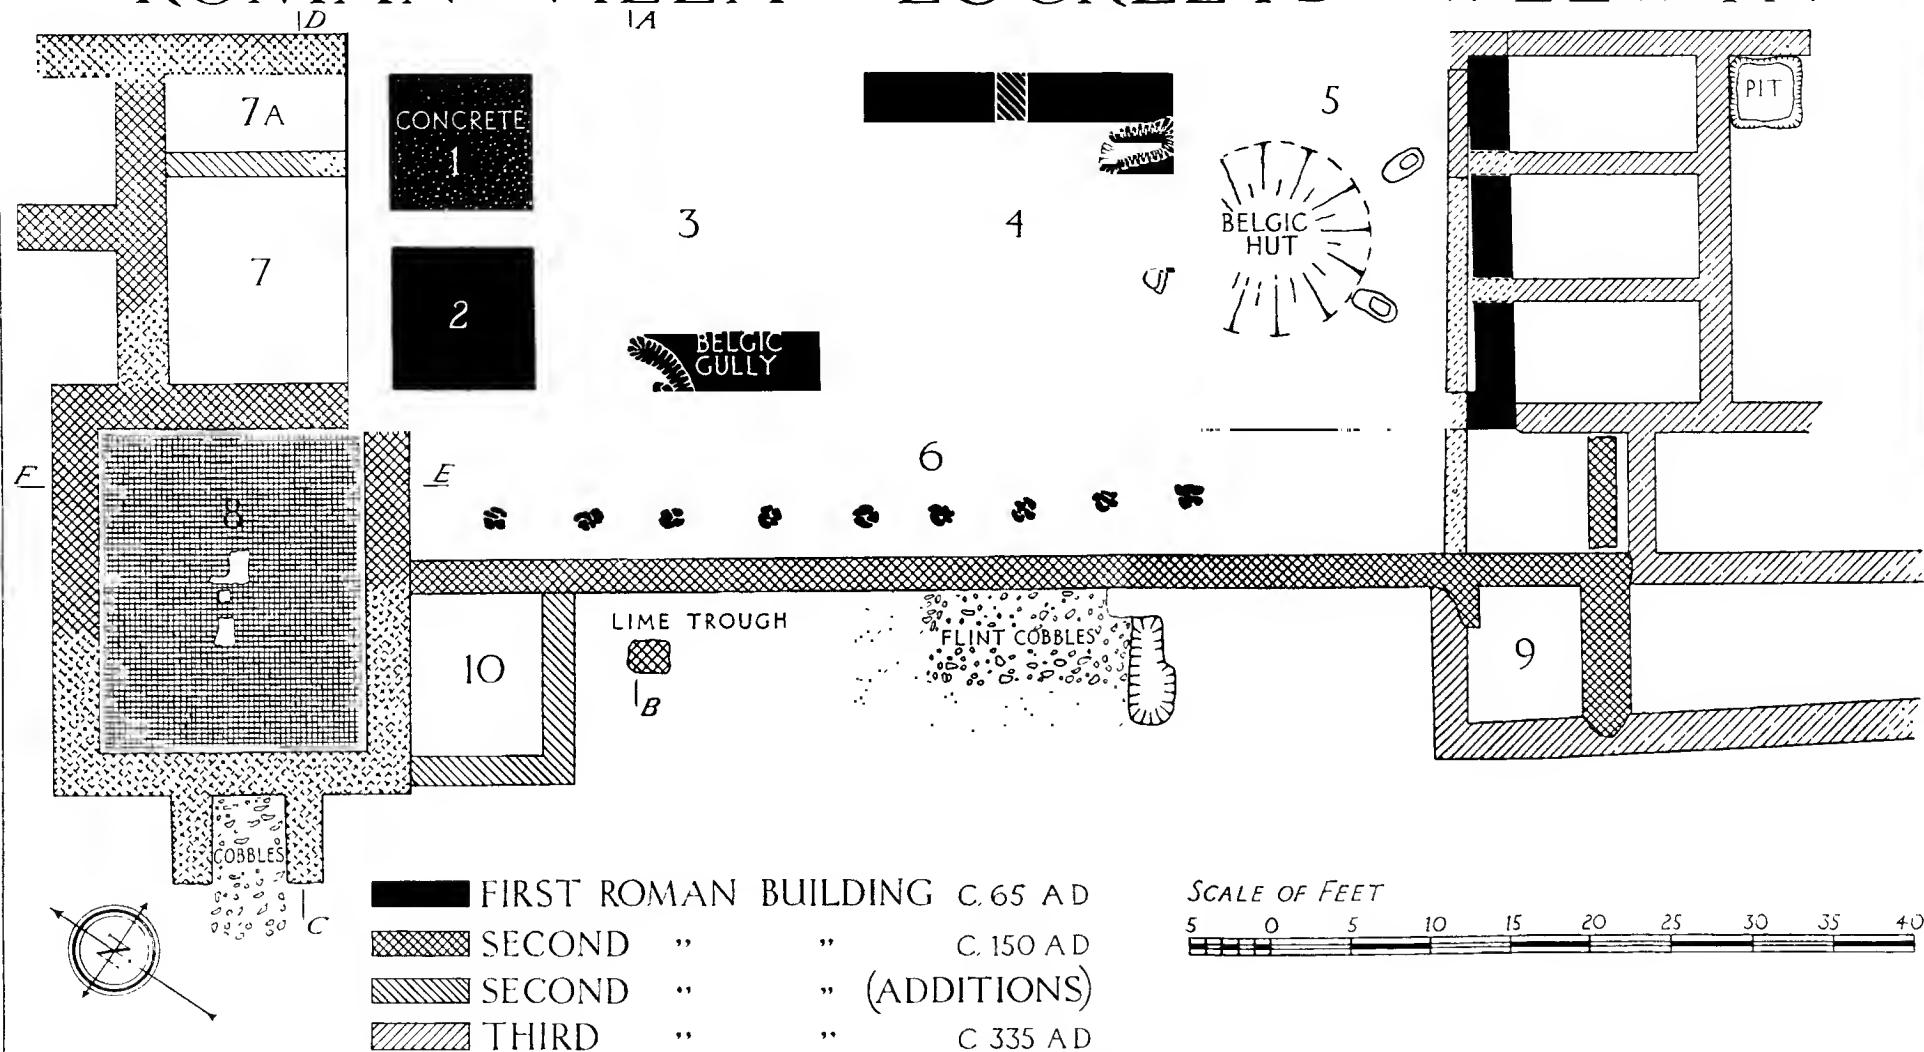 D
A
7A
CONCRETE
1
5
PIT
3
4
BELGIC
HUT
7
2
BELGIC
GULLY
6
F
E
8
LIME TROUGH
FLINT COBBLES
10
9
B
COBBLES
C
N
FIRST ROMAN BUILDING C. 65 AD
SECOND " " C. 150 AD
SECOND " " (ADDITIONS)
THIRD " " C 335 AD
SCALE OF FEET
5 0 5 10 15 20 25 30 35 40